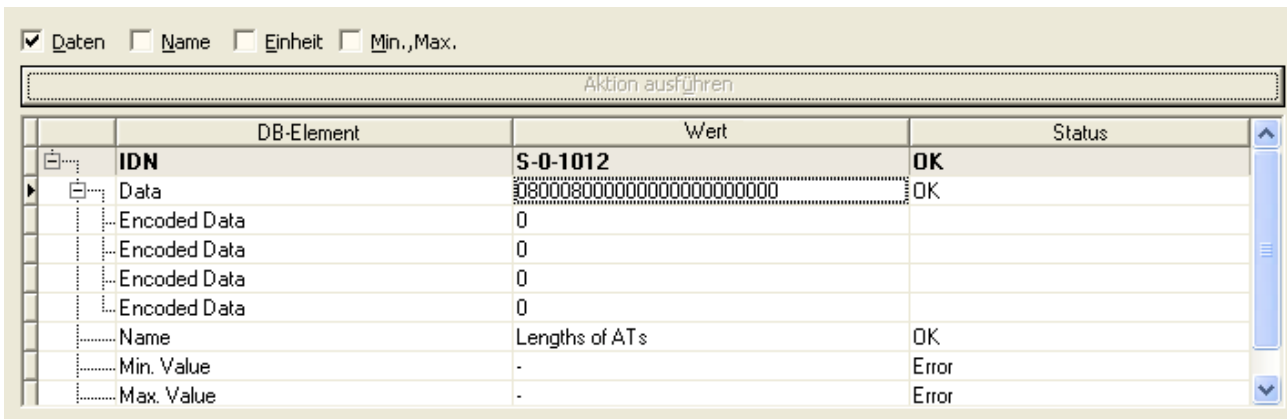 Daten Name Einheit Min.,Max.
Aktion ausführen
DB-Element Wert Status
IDN S-0-1012 OK
Data 080008000000000000000000 OK
Encoded Data 0
Encoded Data 0
Encoded Data 0
Encoded Data 0
Name Lengths of ATs OK
Min. Value - Error
Max. Value - Error